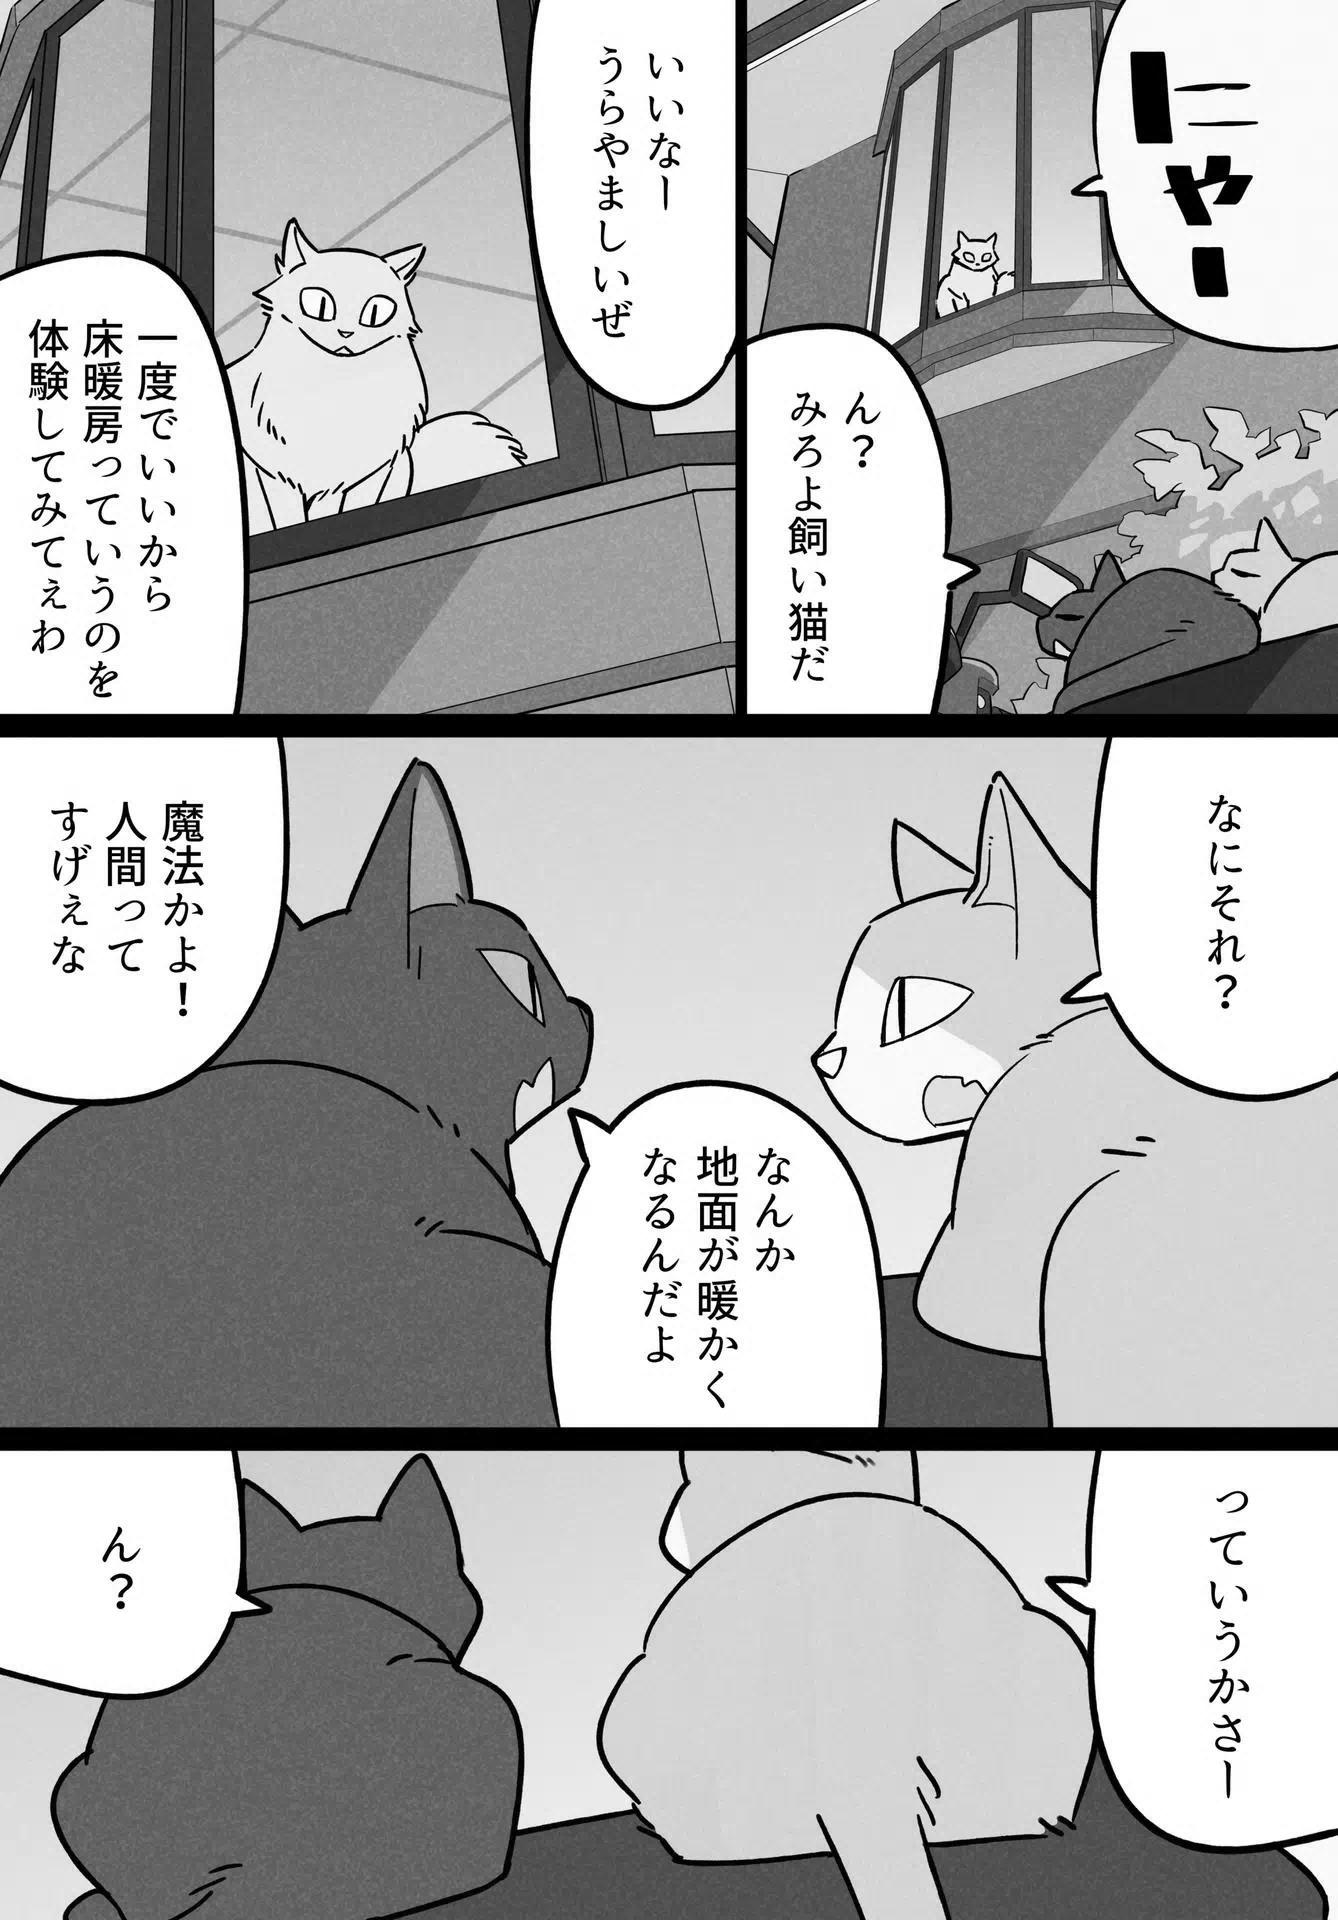 にゃー
ん？
みろよ飼い猫だ
いいなー
うらやましいぜ
一度でいいから
床暖房っていうのを
体験してみてぇわ
なにそれ？
なんか
地面が暖かく
なるんだよ
魔法かよ！
人間って
すげぇな
っていうかさー
ん？